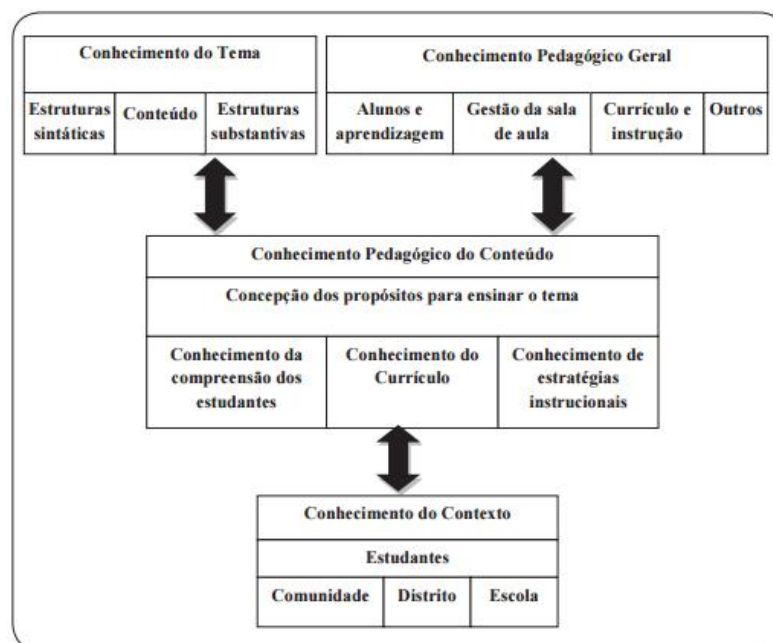 Conhecimento do Tema
Estruturas
sintáticas
Conteúdo
Estruturas
substantivas
Conhecimento Pedagógico Geral
Alunos e
aprendizagem
Gestão da sala
de aula
Currículo e
instrução
Outros
Conhecimento Pedagógico do Conteúdo
Concepção dos propósitos para ensinar o tema
Conhecimento da
compreensão dos
estudantes
Conhecimento do
Currículo
Conhecimento de
estratégias
instrucionais
Conhecimento do Contexto
Estudantes
Comunidade
Distrito
Escola